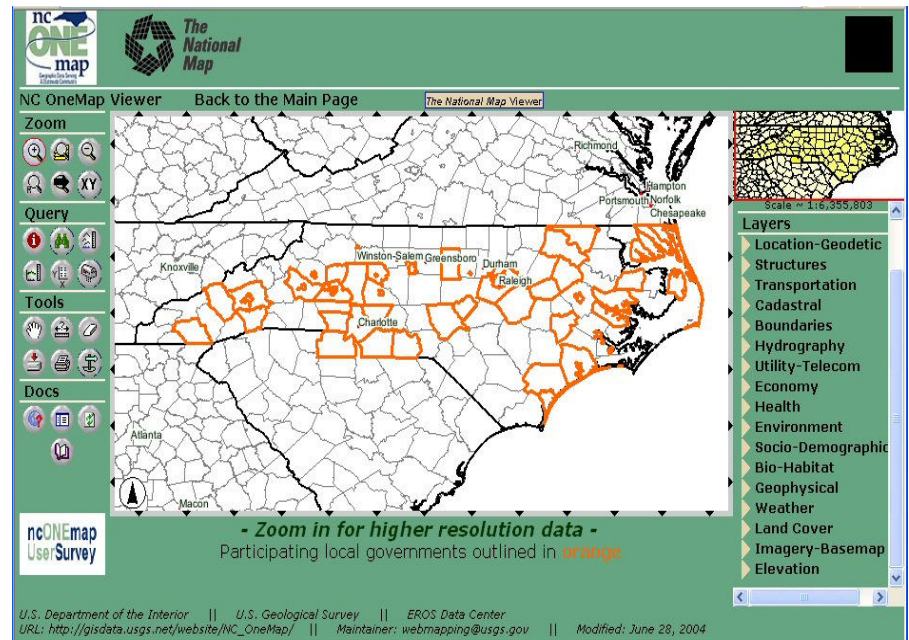 nc
ONE
map
The
National
Map
NC OneMap Viewer
Back to the Main Page
The National Map Viewer
Zoom
XY
Query
Tools
Docs
Richmond
Hampton
Portsmouth
Norfolk
Chesapeake
Knoxville
Winston-Salem
Greensboro
Durham
Raleigh
Charlotte
Atlanta
Macon
Scale ~ 1:6,355,803
Layers
Location-Geodetic
Structures
Transportation
Cadastral
Boundaries
Hydrography
Utility-Telecom
Economy
Health
Environment
Socio-Demographic
Bio-Habitat
Geophysical
Weather
Land Cover
Imagery-Basemap
Elevation
ncONEmap
UserSurvey
- Zoom in for higher resolution data -
Participating local governments outlined in orange
U.S. Department of the Interior || U.S. Geological Survey || EROS Data Center
URL: http://gisdata.usgs.net/website/NC_OneMap/ || Maintainer: webmapping@usgs.gov || Modified: June 28, 2004